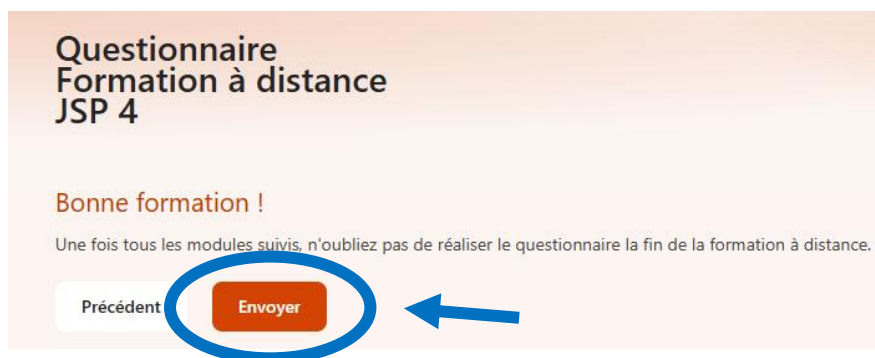 Questionnaire
Formation à distance
JSP 4
Bonne formation !
Une fois tous les modules suivis, n'oubliez pas de réaliser le questionnaire la fin de la formation à distance.
Précédent Envoyer